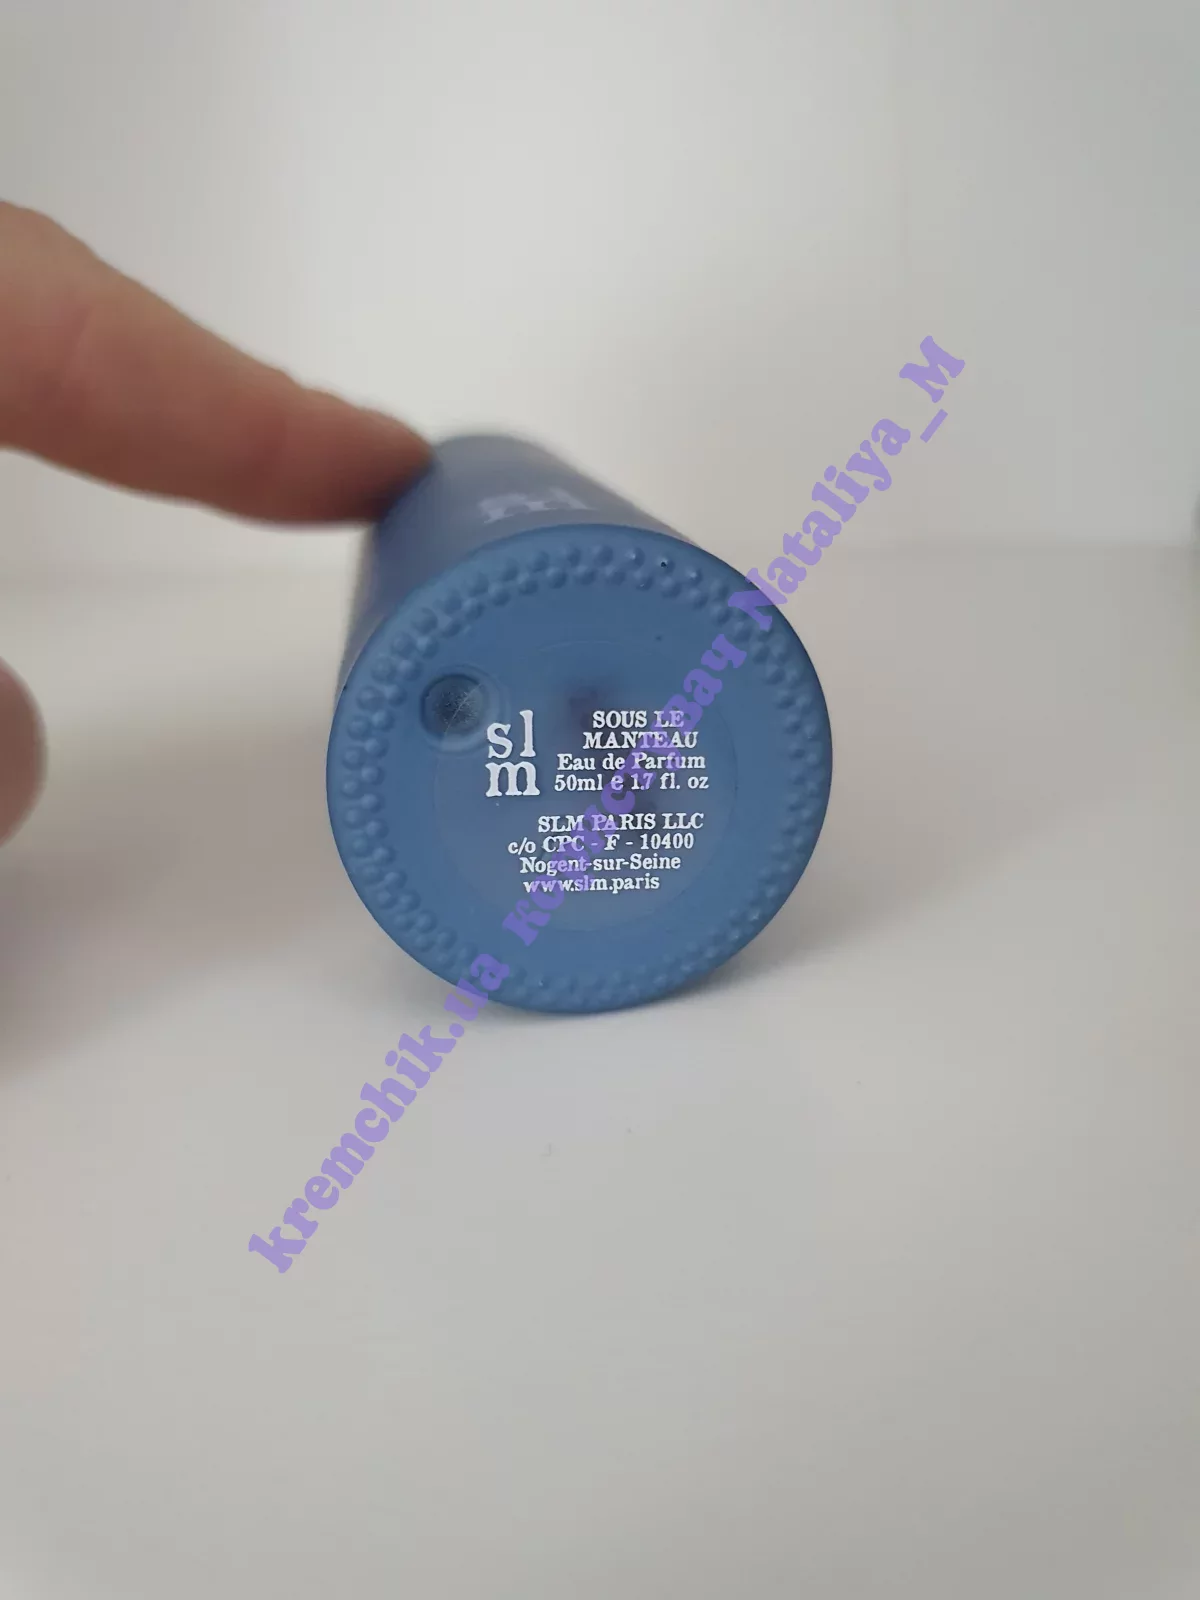 sl
m
SOUS LE
MANTEAU
Eau de Parfum
50ml e 1.7 fl. oz
SLM PARIS LLC
c/o CPC - F - 10400
Nogent-sur-Seine
www.slm.paris
kremchik.ua Користувач Nataliya_M